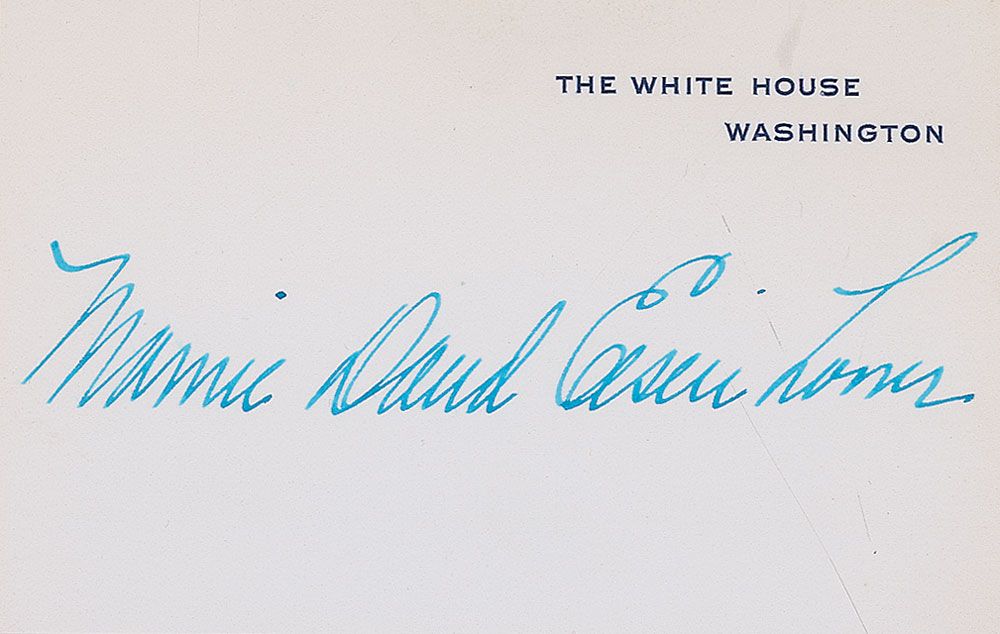 THE WHITE HOUSE
WASHINGTON
Mamie Doud Eisenhower